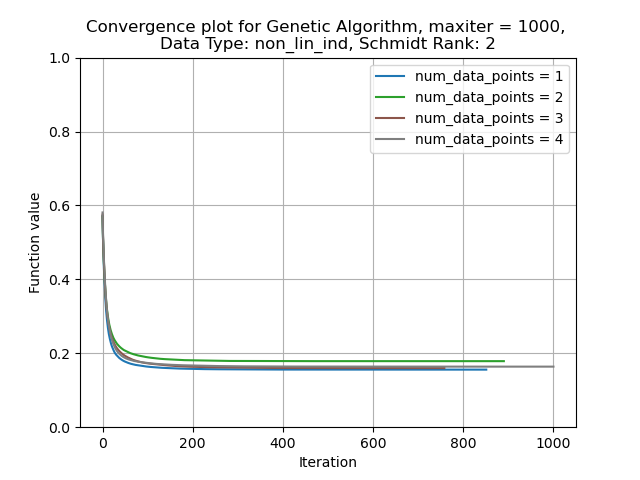 Convergence plot for Genetic Algorithm, maxiter = 1000,
Data Type: non_lin_ind, Schmidt Rank: 2
num_data_points = 1
num_data_points = 2
num_data_points = 3
num_data_points = 4
Function value
1.0
0.8
0.6
0.4
0.2
0.0
0 200 400 600 800 1000
Iteration